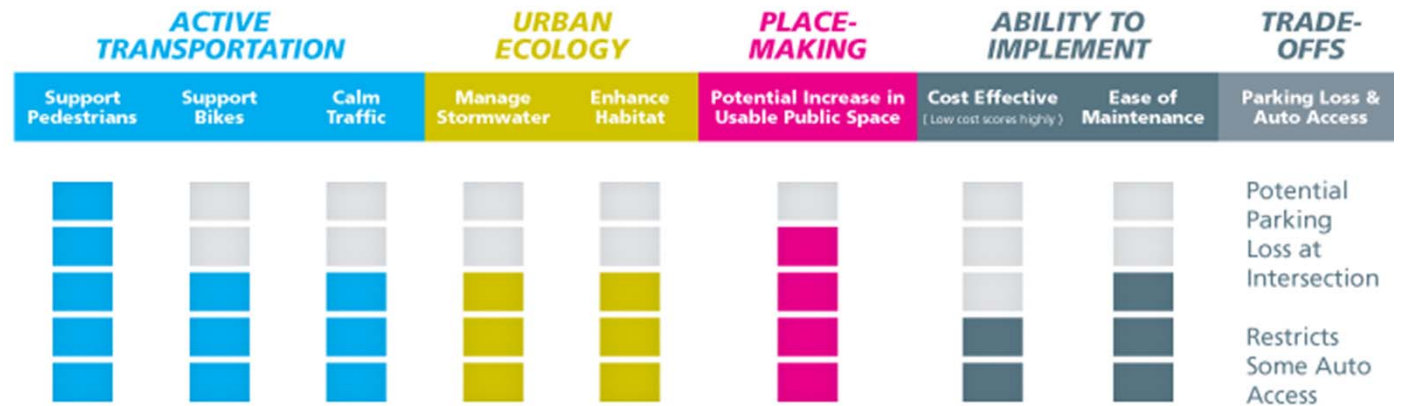 ACTIVE
TRANSPORTATION
URBAN
ECOLOGY
PLACE-
MAKING
ABILITY TO
IMPLEMENT
TRADE-
OFFS
Support
Pedestrians
Support
Bikes
Calm
Traffic
Manage
Stormwater
Enhance
Habitat
Potential Increase in
Usable Public Space
Cost Effective
( Low cost scores highly )
Ease of
Maintenance
Parking Loss &
Auto Access
Potential
Parking
Loss at
Intersection
Restricts
Some Auto
Access